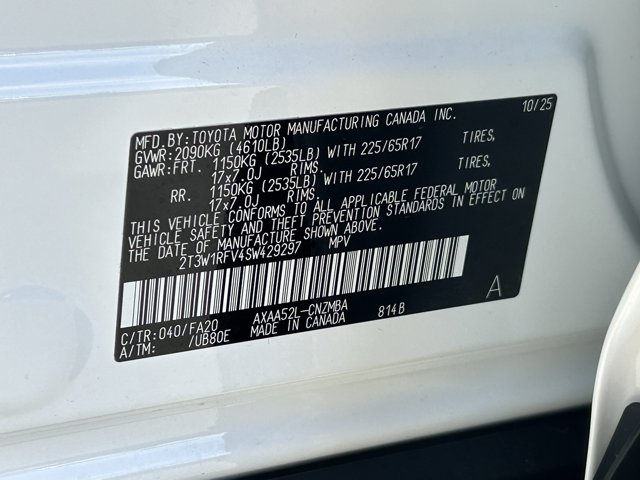 MFD.BY:TOYOTA MOTOR MANUFACTURING CANADA INC. 10/25
GVWR:2090KG (4610LB)
GAWR:FRT. 1150KG (2535LB) WITH 225/65R17 TIRES,
17x7.0J RIMS.
RR. 1150KG (2535LB) WITH 225/65R17 TIRES,
17x7.0J RIMS.
THIS VEHICLE CONFORMS TO ALL APPLICABLE FEDERAL MOTOR
VEHICLE SAFETY AND THEFT PREVENTION STANDARDS IN EFFECT ON
THE DATE OF MANUFACTURE SHOWN ABOVE.
2T3W1RFV4SW429297 MPV
A
C/TR:040/FA20 AXAA52L-CNZMBA 814B
A/TM: /UB80E MADE IN CANADA